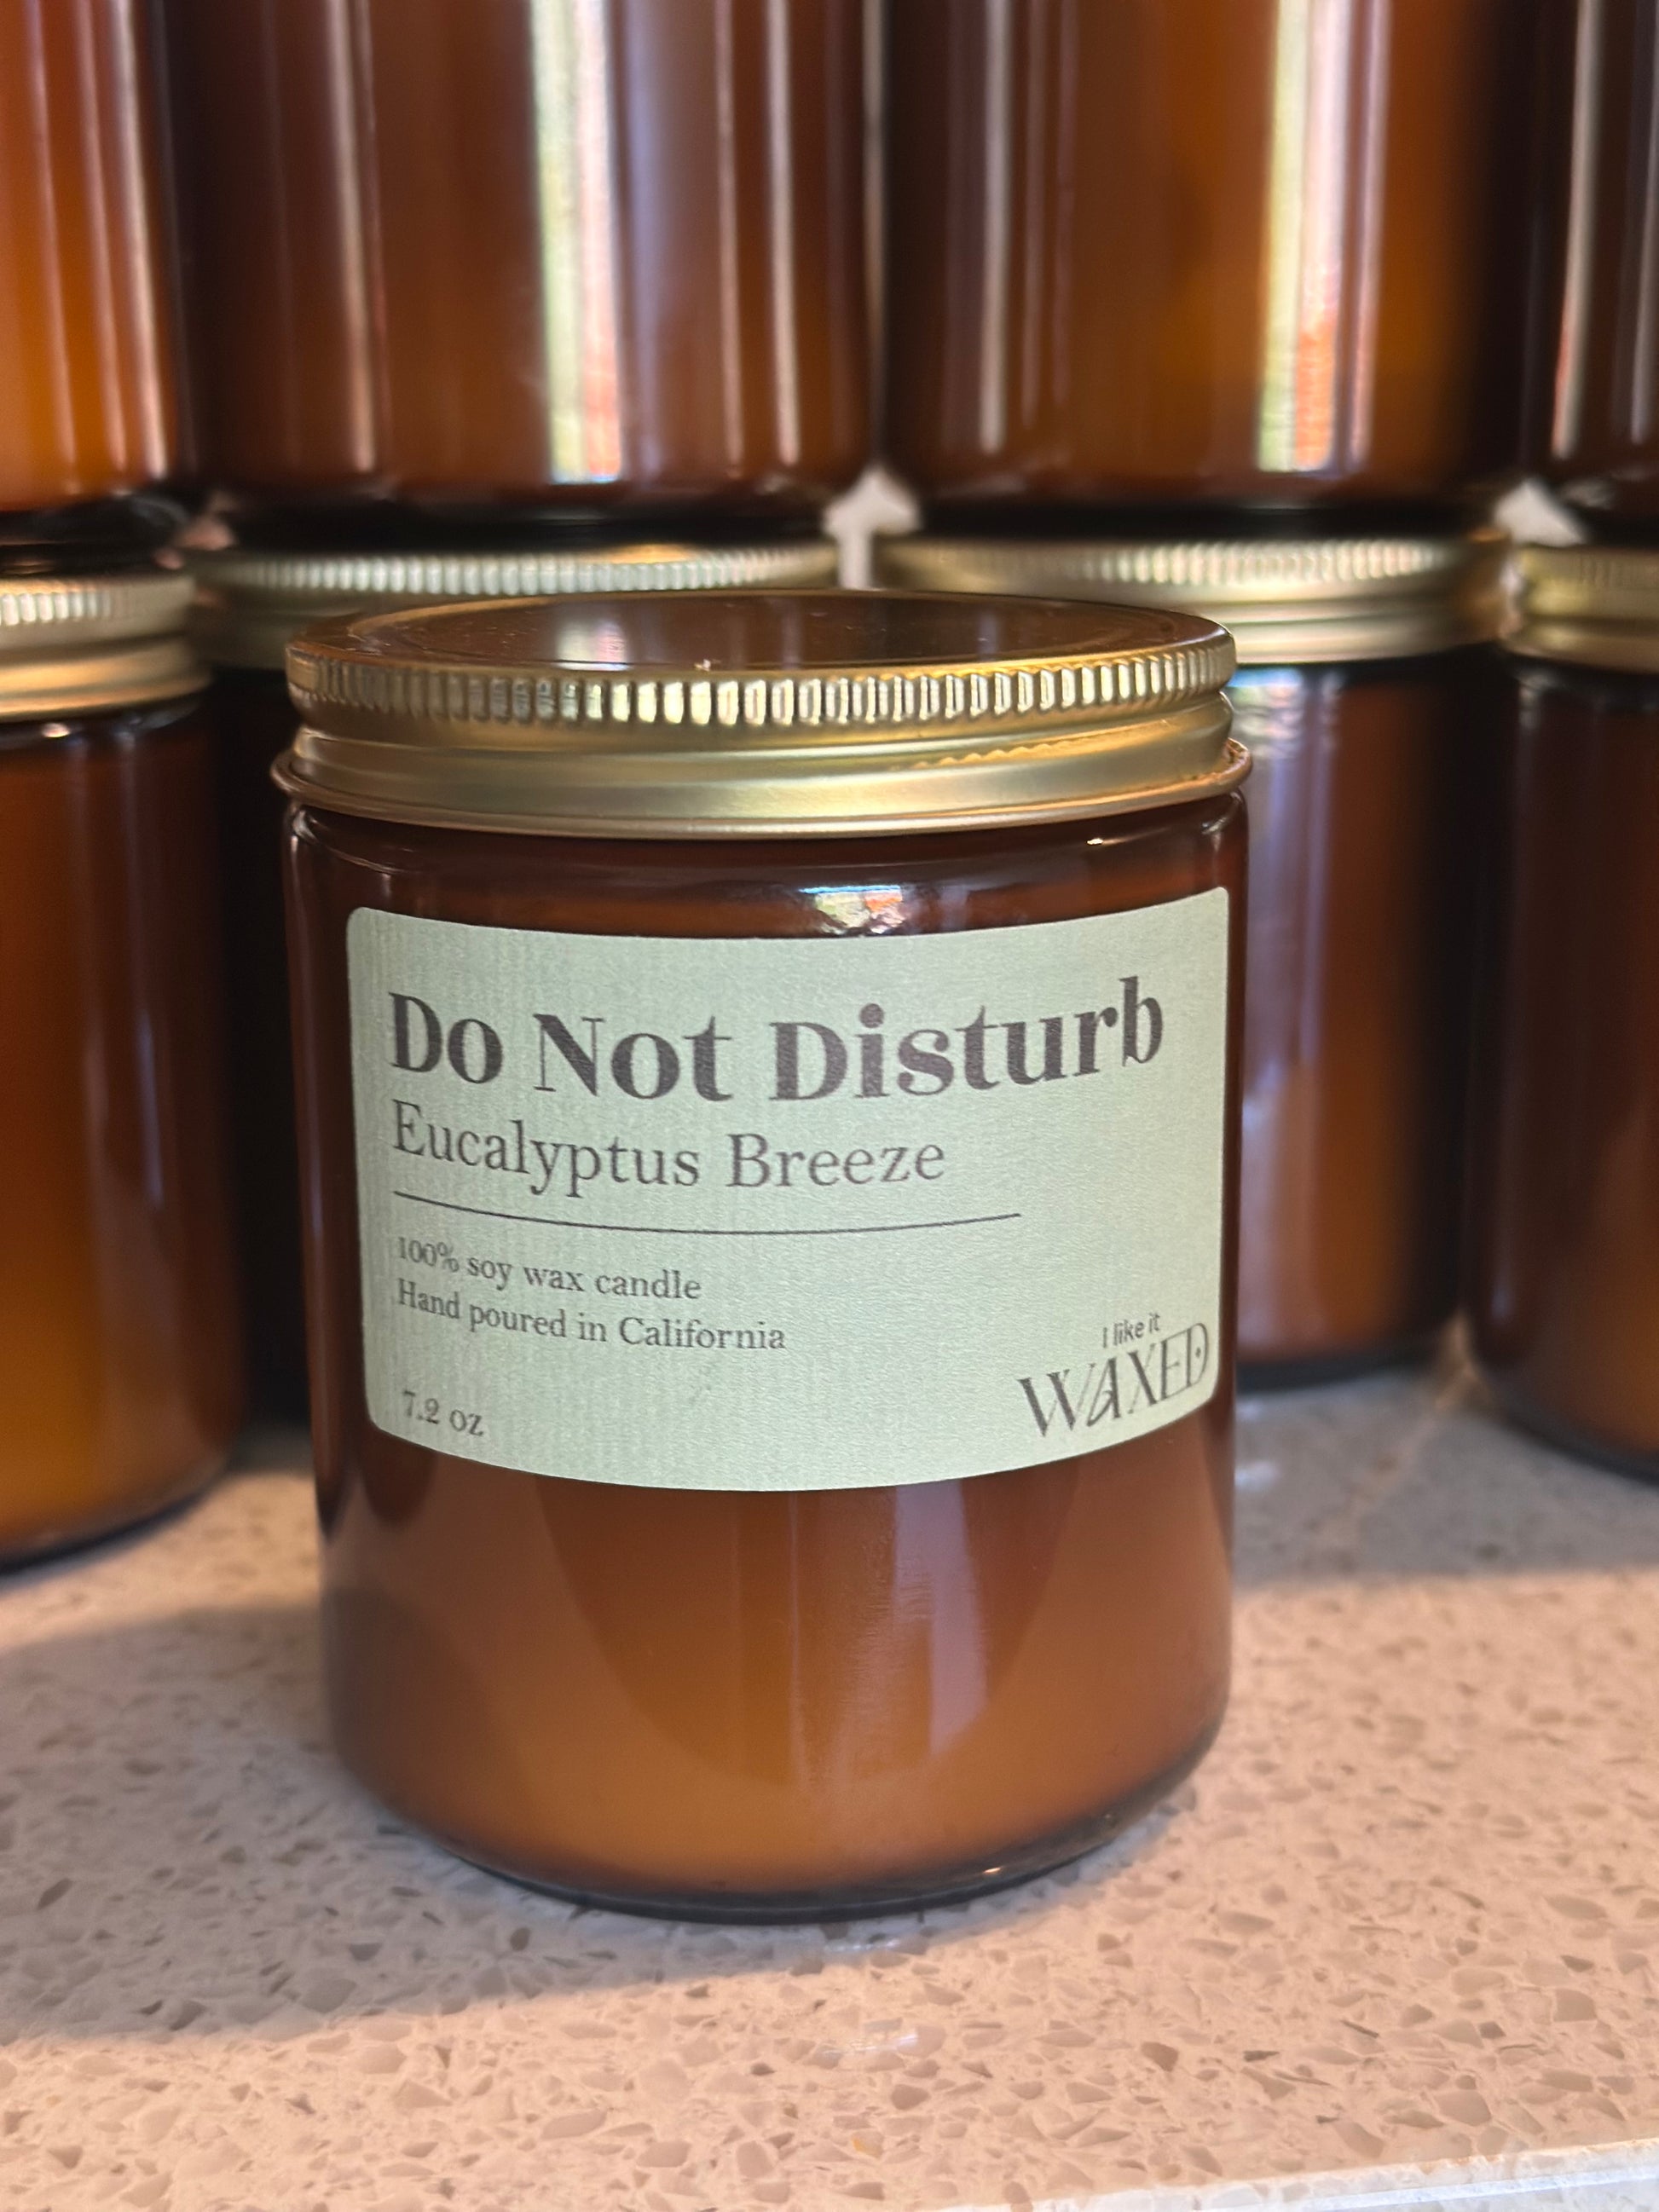 Do Not Disturb
Eucalyptus Breeze
100% soy wax candle
Hand poured in California
7.2 oz
I like it
WAXED